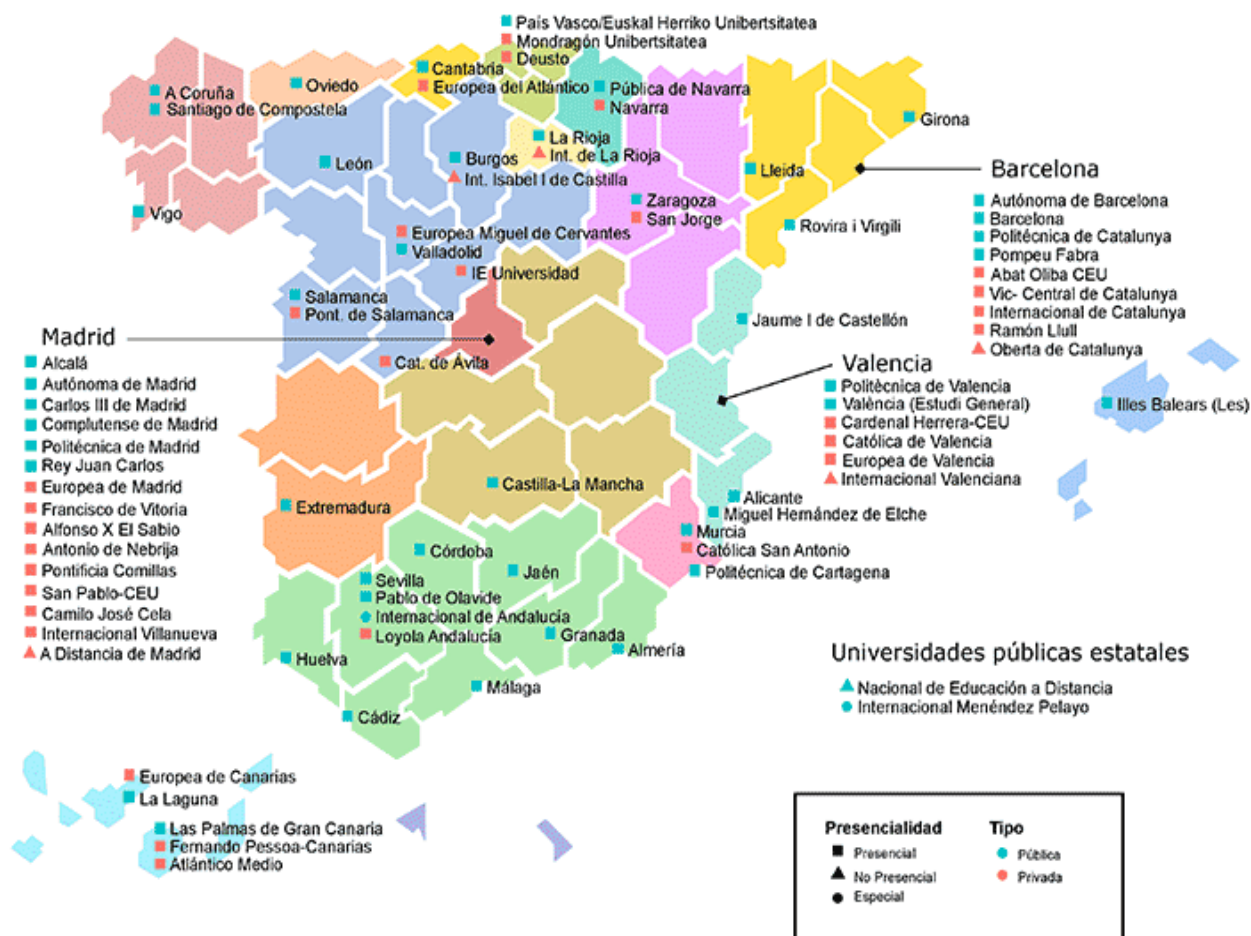 País Vasco/Euskal Herriko Unibertsitatea
Mondragón Unibertsitatea
Deusto
Cantabria
Europea del Atlántico
Oviedo
A Coruña
Santiago de Compostela
Vigo
Pública de Navarra
Navarra
La Rioja
Int. de La Rioja
León
Burgos
Int. Isabel I de Castilla
Girona
Lleida
Rovira i Virgili
Zaragoza
San Jorge
Europea Miguel de Cervantes
Valladolid
IE Universidad
Salamanca
Pont. de Salamanca
Cat. de Ávila
Barcelona
Autónoma de Barcelona
Barcelona
Politécnica de Catalunya
Pompeu Fabra
Abat Oliba CEU
Vic- Central de Catalunya
Internacional de Catalunya
Ramón Llull
Oberta de Catalunya
Madrid
Alcalá
Autónoma de Madrid
Carlos III de Madrid
Complutense de Madrid
Politécnica de Madrid
Rey Juan Carlos
Europea de Madrid
Francisco de Vitoria
Alfonso X El Sabio
Antonio de Nebrija
Pontificia Comillas
San Pablo-CEU
Camilo José Cela
Internacional Villanueva
A Distancia de Madrid
Jaume I de Castellón
Valencia
Politècnica de Valencia
València (Estudi General)
Cardenal Herrera-CEU
Católica de Valencia
Europea de Valencia
Internacional Valenciana
Illes Balears (Les)
Castilla-La Mancha
Extremadura
Alicante
Miguel Hernández de Elche
Murcia
Católica San Antonio
Politécnica de Cartagena
Córdoba
Jaén
Sevilla
Pablo de Olavide
Internacional de Andalucía
Loyola Andalucía
Granada
Almería
Huelva
Málaga
Cádiz
Universidades públicas estatales
Nacional de Educación a Distancia
Internacional Menéndez Pelayo
Europea de Canarias
La Laguna
Las Palmas de Gran Canaria
Fernando Pessoa-Canarias
Atlántico Medio
Presencialidad
Presencial
No Presencial
Especial
Tipo
Pública
Privada